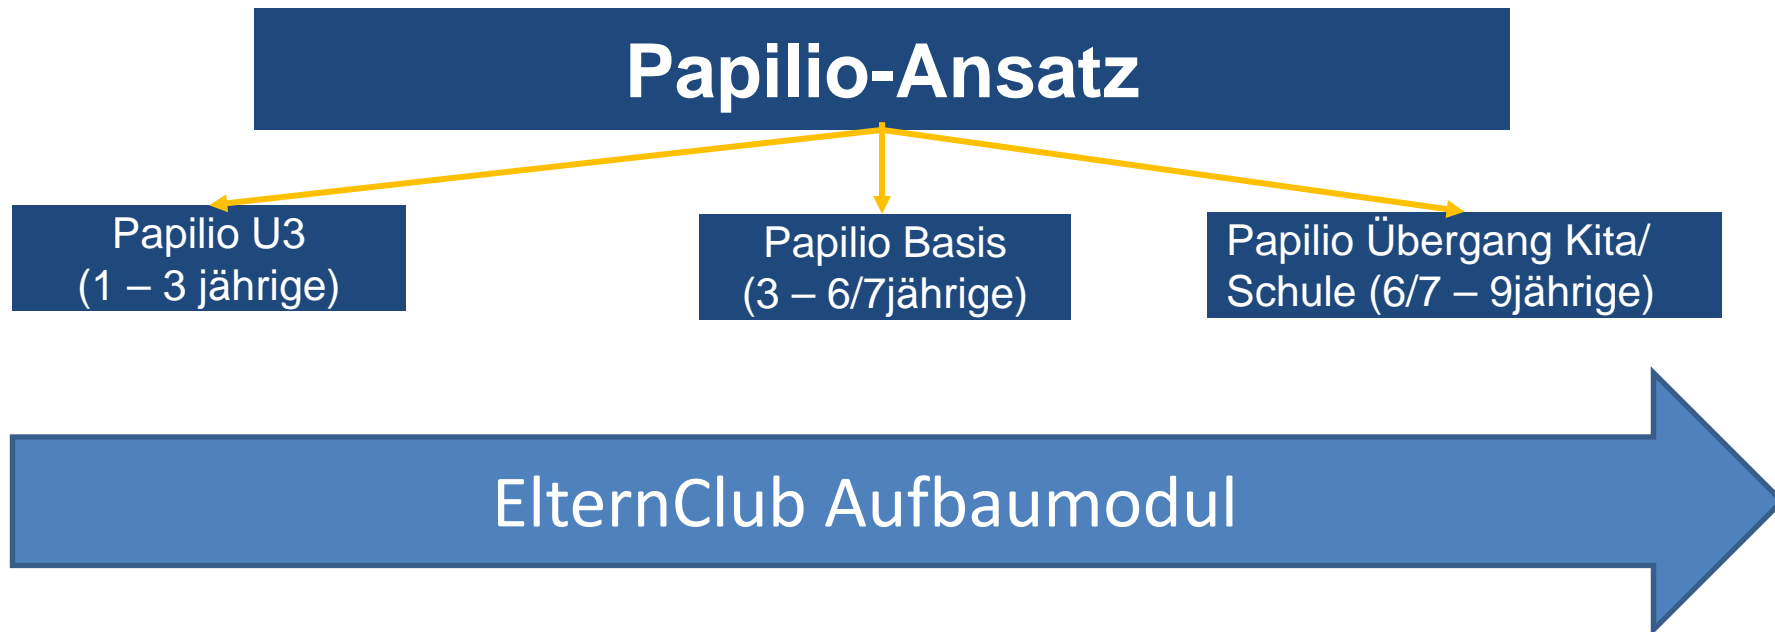 Papilio-Ansatz
Papilio U3
(1 – 3 jährige)
Papilio Basis
(3 – 6/7jährige)
Papilio Übergang Kita/
Schule (6/7 – 9jährige)
ElternClub Aufbaumodul